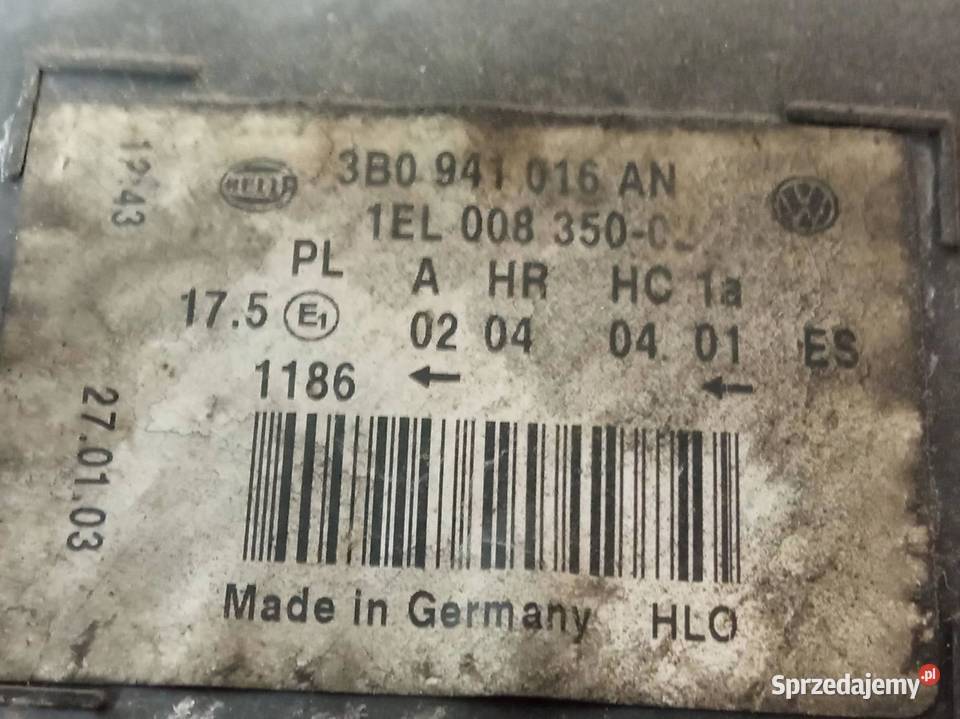 19:43
HELLA
3B0 941 016 AN
1EL 008 350-0
PL A HR HC 1a
17.5 E1 02 04 04 01 ES
1186 ← ←
27.01.03
Made in Germany HLO
Sprzedajemy.pl